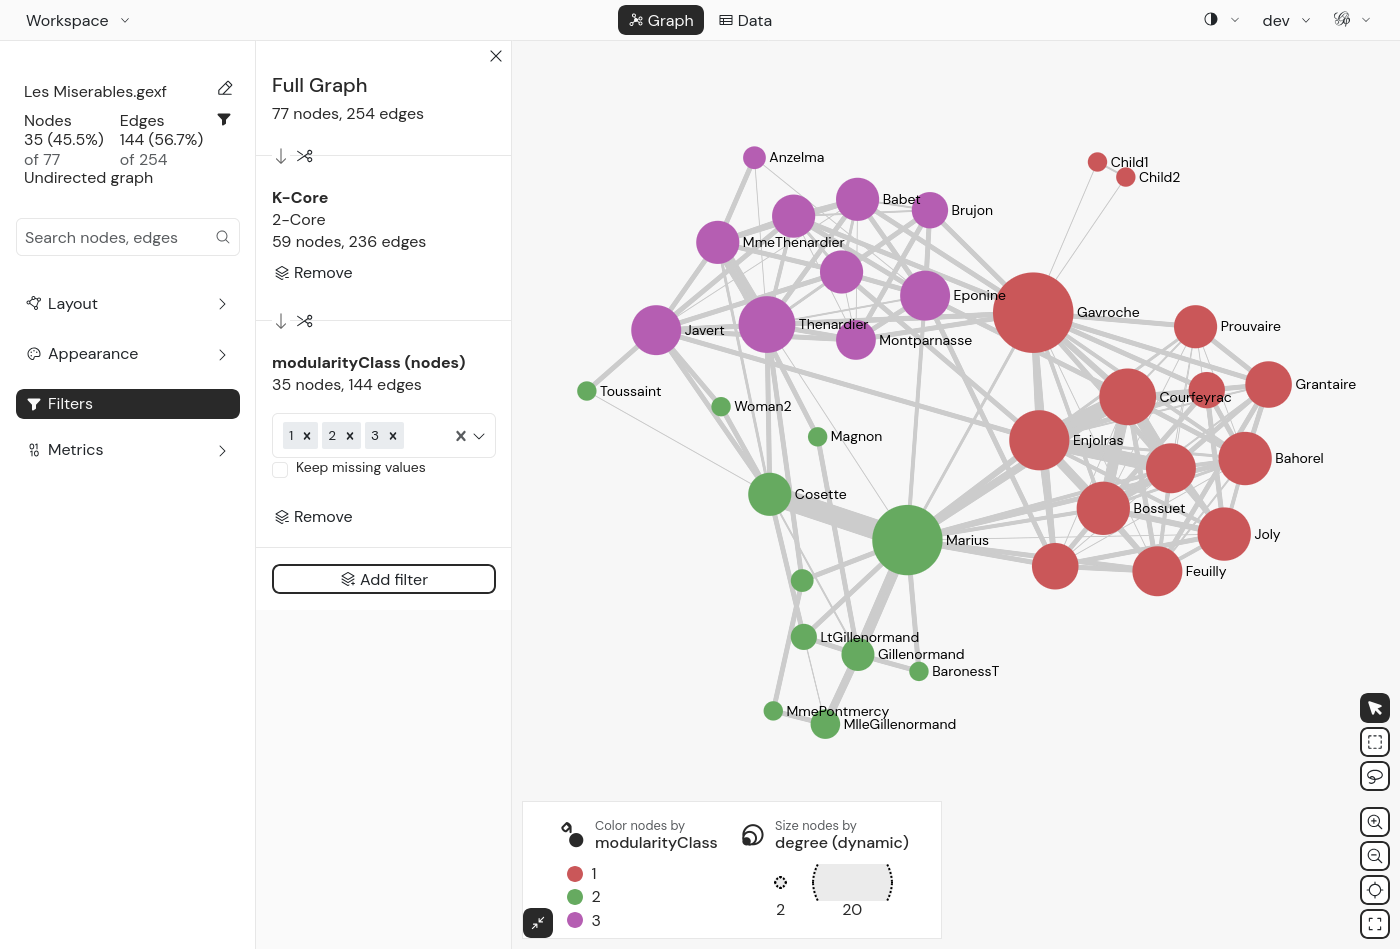 Workspace
Graph
Data
dev
Les Miserables.gexf
Nodes
35 (45.5%)
of 77
Edges
144 (56.7%)
of 254
Undirected graph
Search nodes, edges
Layout
Appearance
Filters
Metrics
Full Graph
77 nodes, 254 edges
K-Core
2-Core
59 nodes, 236 edges
Remove
modularityClass (nodes)
35 nodes, 144 edges
1
2
3
Keep missing values
Remove
Add filter
Anzelma
Child1
Child2
Babet
Brujon
MmeThenardier
Eponine
Gavroche
Javert
Thenardier
Montparnasse
Prouvaire
Toussaint
Woman2
Courfeyrac
Grantaire
Magnon
Enjolras
Bahorel
Cosette
Bossuet
Marius
Joly
Feuilly
LtGillenormand
Gillenormand
BaronessT
MmePontmercy
MlleGillenormand
Color nodes by
modularityClass
1
2
3
Size nodes by
degree (dynamic)
2
20